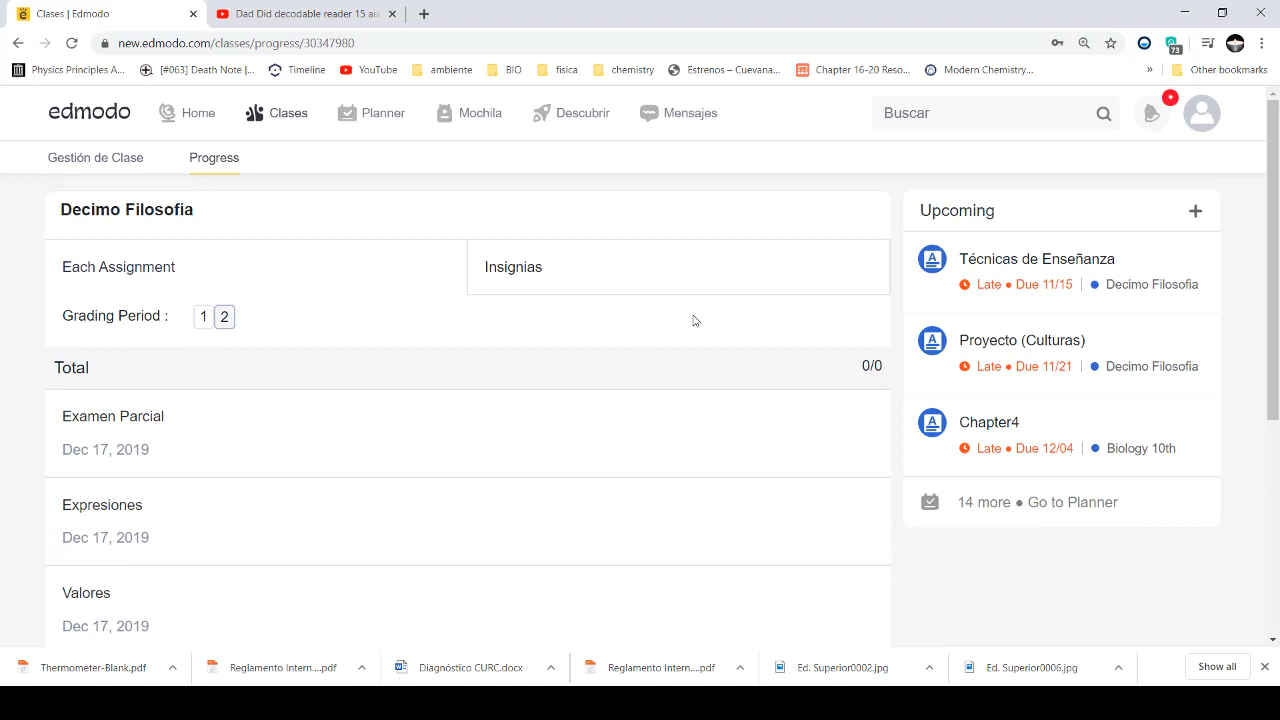 Clases | Edmodo
Dad Did decodable reader 15 au
new.edmodo.com/classes/progress/30347980
73
Physics Principle A...
[#063] Death Note |...
Timeline
YouTube
ambiente
BIO
fisica
chemistry
Estrenos – Cuevana...
Chapter 16-20 Reso...
Modern Chemistry...
»
Other bookmarks
edmodo
Home
Clases
Planner
Mochila
Descubrir
Mensajes
Buscar
Gestión de Clase
Progress
Decimo Filosofia
Each Assignment
Insignias
Grading Period :
1
2
Total
0/0
Examen Parcial
Dec 17, 2019
Expresiones
Dec 17, 2019
Valores
Dec 17, 2019
Upcoming
Técnicas de Enseñanza
Late ● Due 11/15
Decimo Filosofia
Proyecto (Culturas)
Late ● Due 11/21
Decimo Filosofia
Chapter4
Late ● Due 12/04
Biology 10th
14 more ● Go to Planner
Thermometer-Blank.pdf
Reglamento Intern....pdf
Diagnóstico CURC.docx
Reglamento Intern....pdf
Ed. Superior0002.jpg
Ed. Superior0006.jpg
Show all